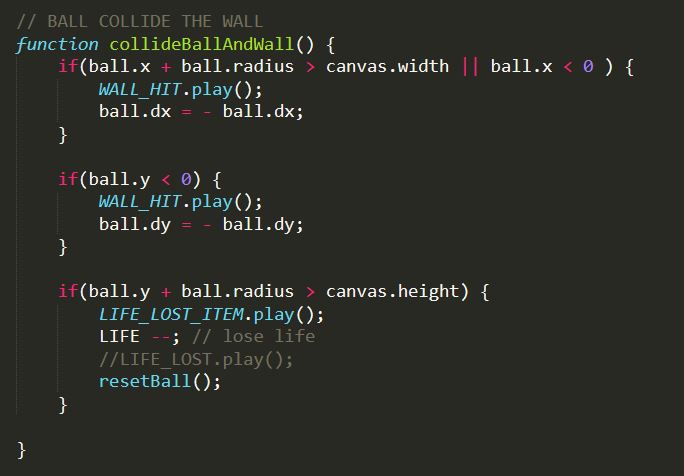 // BALL COLLIDE THE WALL
function collideBallAndWall() {
    if(ball.x + ball.radius > canvas.width || ball.x < 0 ) {
        WALL_HIT.play();
        ball.dx = - ball.dx;
    }

    if(ball.y < 0) {
        WALL_HIT.play();
        ball.dy = - ball.dy;
    }

    if(ball.y + ball.radius > canvas.height) {
        LIFE_LOST_ITEM.play();
        LIFE --; // lose life
        //LIFE_LOST.play();
        resetBall();
    }

}